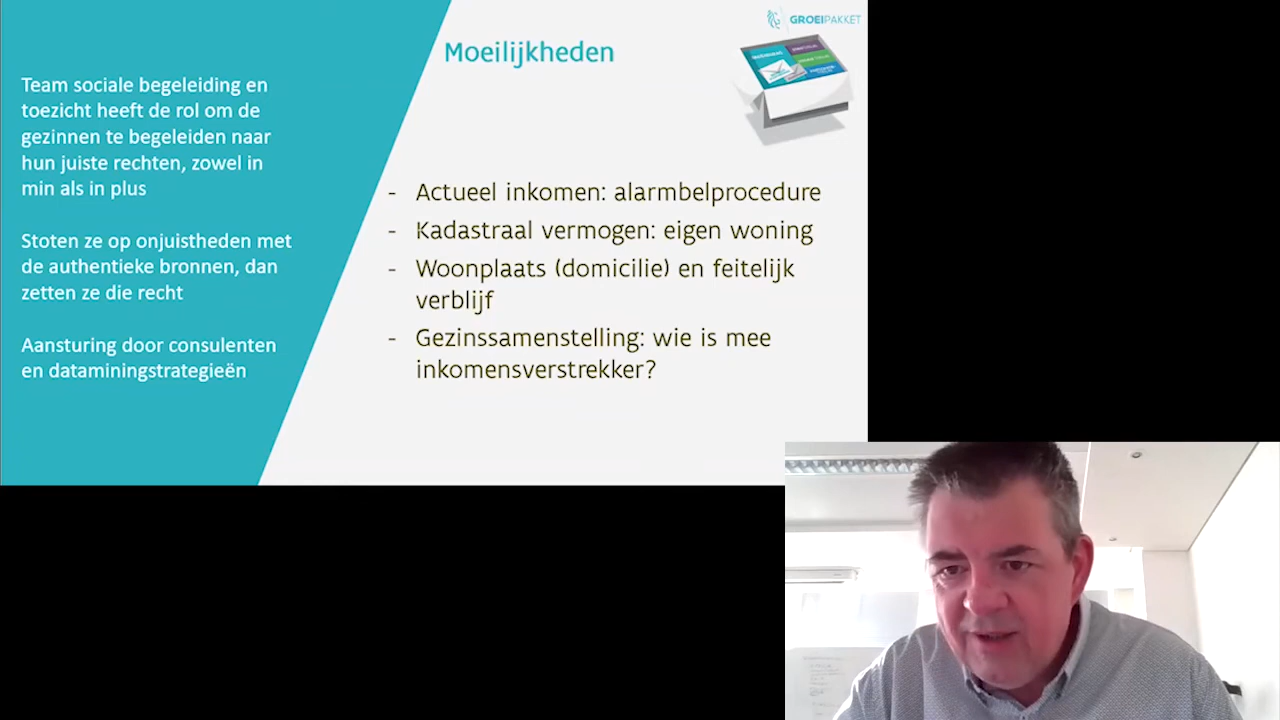 GROEIPAKKET
Moeilijkheden
Team sociale begeleiding en
toezicht heeft de rol om de
gezinnen te begeleiden naar
hun juiste rechten, zowel in
min als in plus
Stoten ze op onjuistheden met
de authentieke bronnen, dan
zetten ze die recht
Aansturing door consulenten
en dataminingstrategieën
- Actueel inkomen: alarmbelprocedure
- Kadastraal vermogen: eigen woning
- Woonplaats (domicilie) en feitelijk
verblijf
- Gezinssamenstelling: wie is mee
inkomensverstrekker?